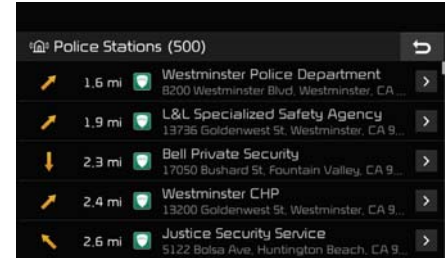 Police Stations (500)
1.6 mi Westminster Police Department
8200 Westminster Blvd, Westminster, CA ...
1.9 mi L&L Specialized Safety Agency
13736 Goldenwest St, Westminster, CA 9...
2.3 mi Bell Private Security
17050 Bushard St, Fountain Valley, CA 9...
2.4 mi Westminster CHP
13200 Goldenwest St, Westminster, CA 9...
2.6 mi Justice Security Service
5122 Bolsa Ave, Huntington Beach, CA 9...